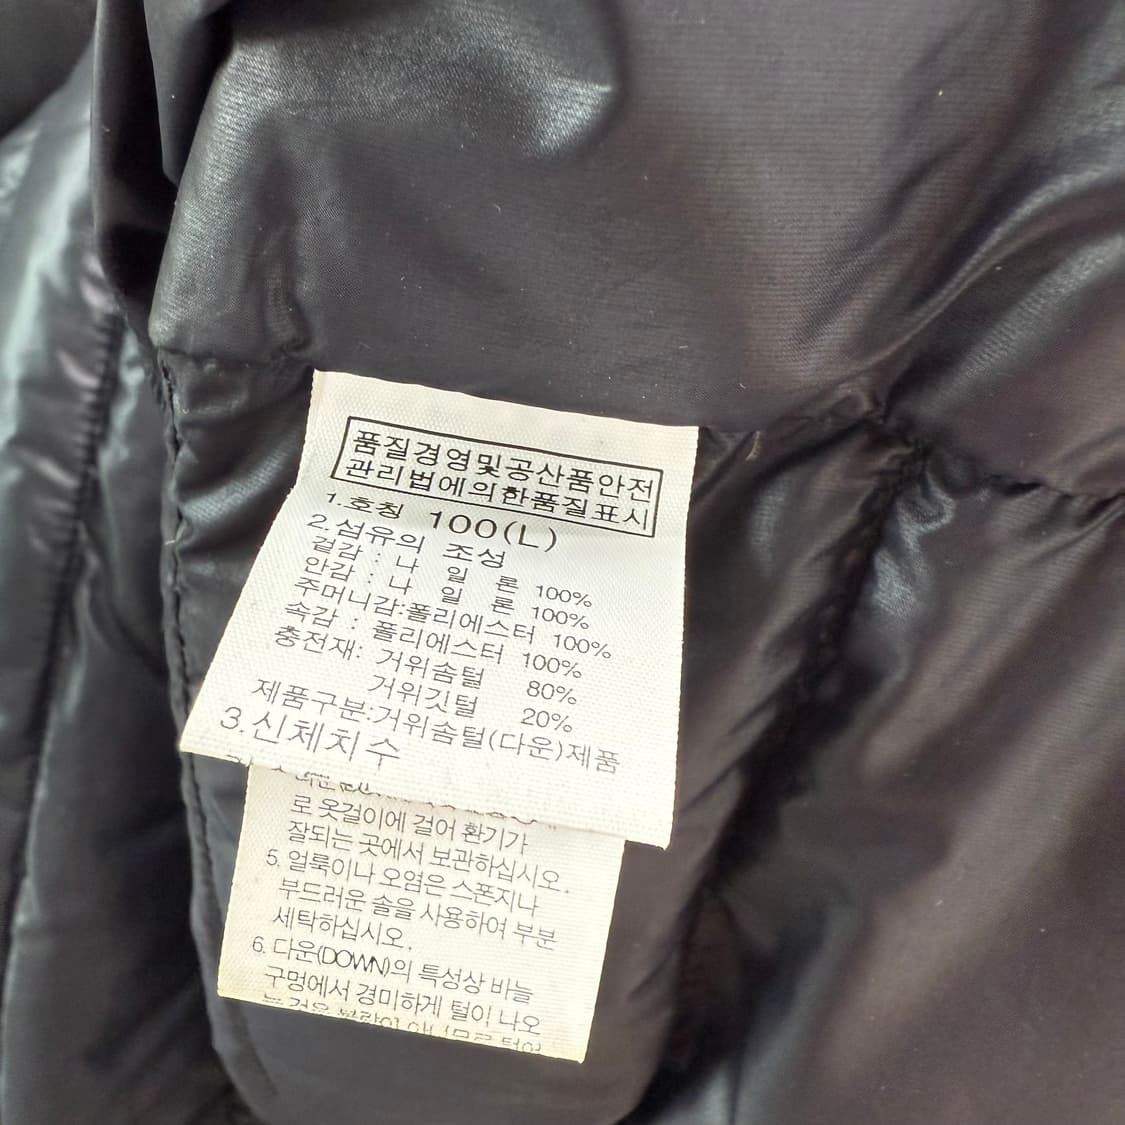 품질경영및공산품안전
관리법에의한품질표시
1.호칭 100(L)
2.섬유의 조성
겉감 : 나 일 론 100%
안감 : 나 일 론 100%
주머니감:폴리에스터 100%
속감 : 폴리에스터 100%
충전재: 거위솜털 80%
거위깃털 20%
제품구분:거위솜털(다운)제품
3.신체치수
로 옷걸이에 걸어 환기가
잘되는 곳에서 보관하십시오.
5. 얼룩이나 오염은 스폰지나
부드러운 솔을 사용하여 부분
세탁하십시오.
6. 다운(DOWN)의 특성상 바늘
구멍에서 경미하게 털이 나오